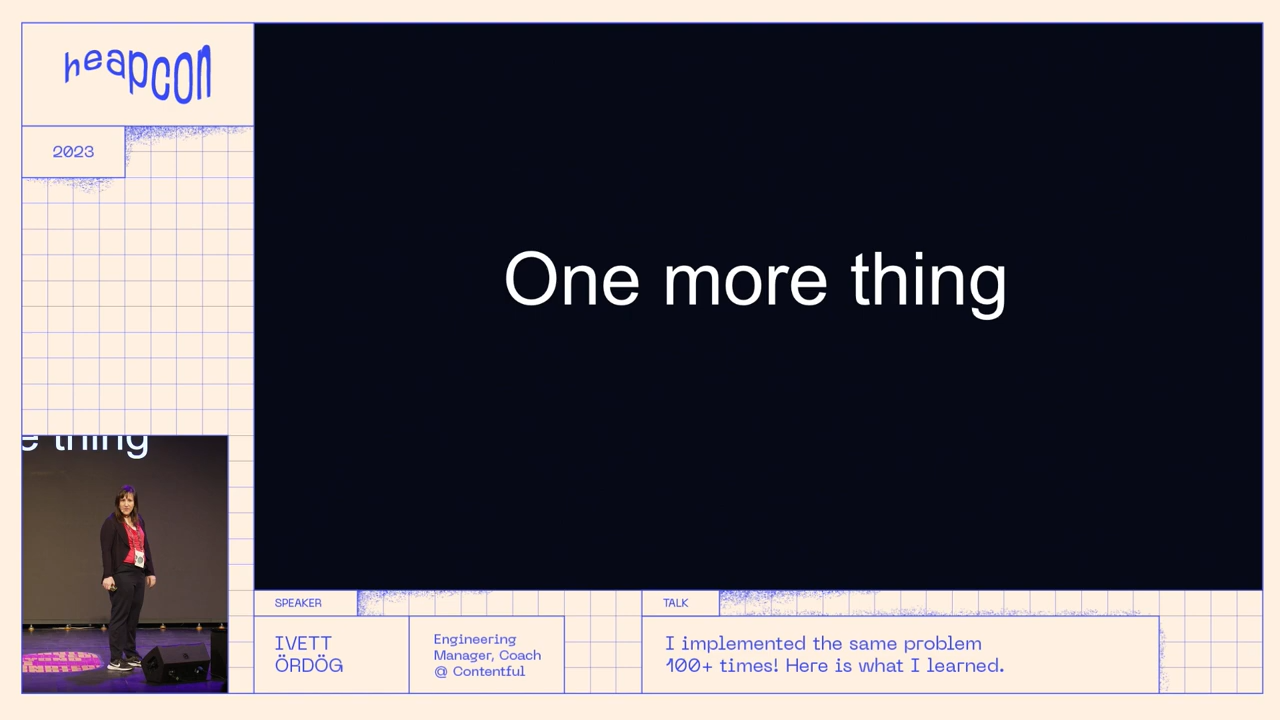 heapcon
2023
One more thing
e thing
SPEAKER
IVETT
ÖRDÖG
Engineering
Manager, Coach
@ Contentful
TALK
I implemented the same problem
100+ times! Here is what I learned.